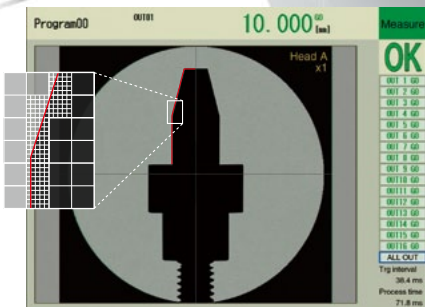 Program00
OUT01
10.000 GO
[mm]
Measure
Head A
x1
OK
OUT 1 GO
OUT 2 GO
OUT 3 GO
OUT 4 GO
OUT 5 GO
OUT 6 GO
OUT 7 GO
OUT 8 GO
OUT 9 GO
OUT10 GO
OUT11 GO
OUT12 GO
OUT13 GO
OUT14 GO
OUT15 GO
OUT16 GO
ALL OUT
Trg interval
38.4 ms
Process time
71.8 ms